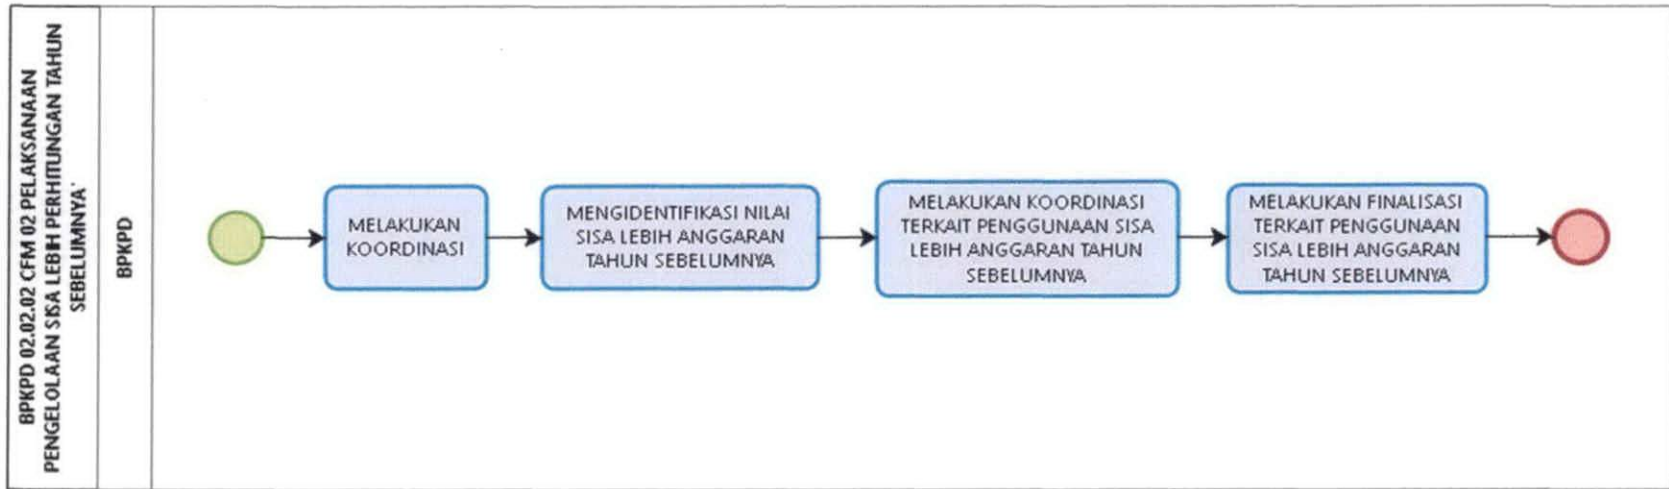 BPKPD 02.02.02.02 CFM 02 PELAKSANAAN
PENGELOLAAN SISA LEBIH PERHITUNGAN TAHUN
SEBELUMNYA
BPKPD
MELAKUKAN
KOORDINASI
MENGIDENTIFIKASI NILAI
SISA LEBIH ANGGARAN
TAHUN SEBELUMNYA
MELAKUKAN KOORDINASI
TERKAIT PENGGUNAAN SISA
LEBIH ANGGARAN TAHUN
SEBELUMNYA
MELAKUKAN FINALISASI
TERKAIT PENGGUNAAN
SISA LEBIH ANGGARAN
TAHUN SEBELUMNYA